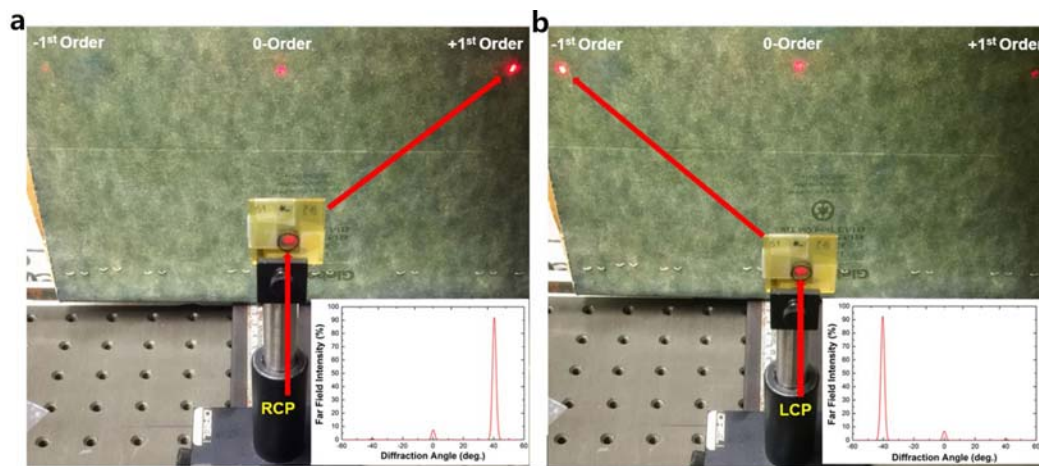 a
-1st Order
0-Order
+1st Order
RCP
Far Field Intensity (%)
100
90
80
70
60
50
40
30
20
10
0
-60 -40 -20 0 20 40 60
Diffraction Angle (deg.)
b
-1st Order
0-Order
+1st Order
LCP
Far Field Intensity (%)
100
90
80
70
60
50
40
30
20
10
0
-60 -40 -20 0 20 40 60
Diffraction Angle (deg.)